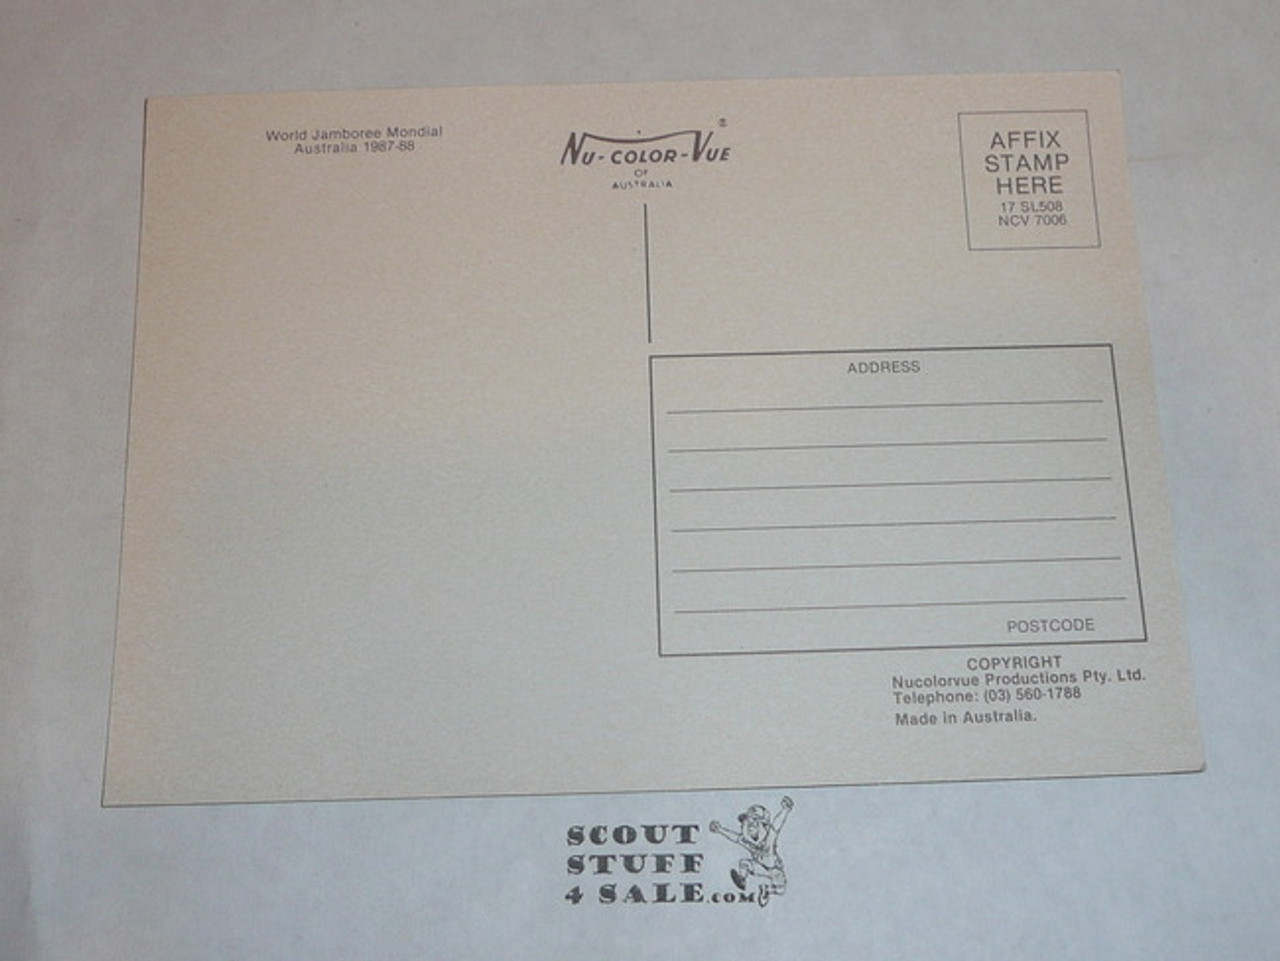 World Jamboree Mondial
Australia 1987-88
NU-COLOR-VUE®
OF
AUSTRALIA
AFFIX
STAMP
HERE
17 SL508
NCV 7006
ADDRESS
POSTCODE
COPYRIGHT
Nucolorvue Productions Pty. Ltd.
Telephone: (03) 560-1788
Made in Australia.
SCOUT
STUFF
4 SALE.COM